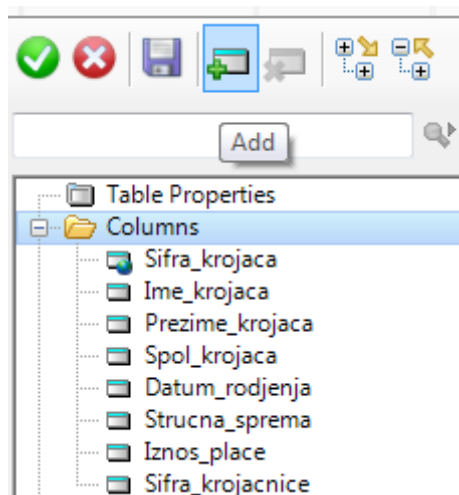 Add
Table Properties
Columns
Sifra_krojaca
Ime_krojaca
Prezime_krojaca
Spol_krojaca
Datum_rodjenja
Strucna_sprema
Iznos_place
Sifra_krojacnice